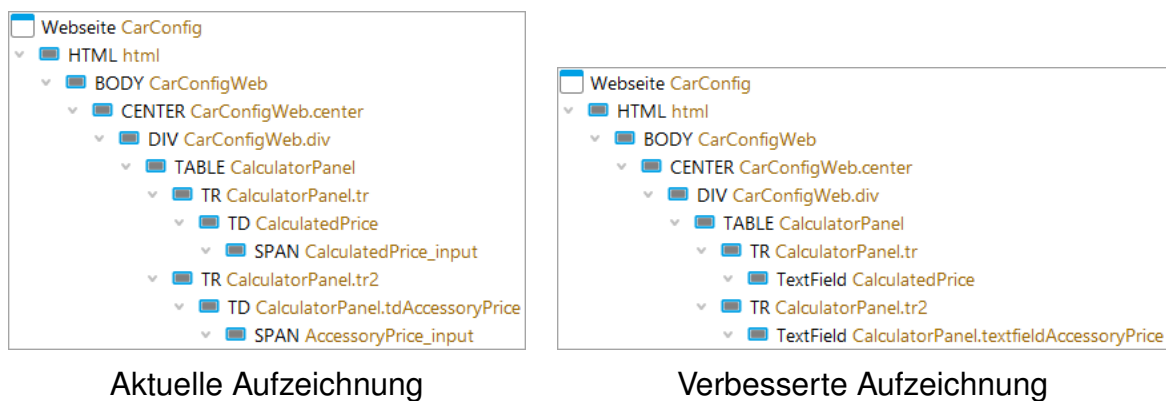 Webseite CarConfig
HTML html
BODY CarConfigWeb
CENTER CarConfigWeb.center
DIV CarConfigWeb.div
TABLE CalculatorPanel
TR CalculatorPanel.tr
TD CalculatedPrice
SPAN CalculatedPrice_input
TR CalculatorPanel.tr2
TD CalculatorPanel.tdAccessoryPrice
SPAN AccessoryPrice_input
Aktuelle Aufzeichnung
Webseite CarConfig
HTML html
BODY CarConfigWeb
CENTER CarConfigWeb.center
DIV CarConfigWeb.div
TABLE CalculatorPanel
TR CalculatorPanel.tr
TextField CalculatedPrice
TR CalculatorPanel.tr2
TextField CalculatorPanel.textfieldAccessoryPrice
Verbesserte Aufzeichnung